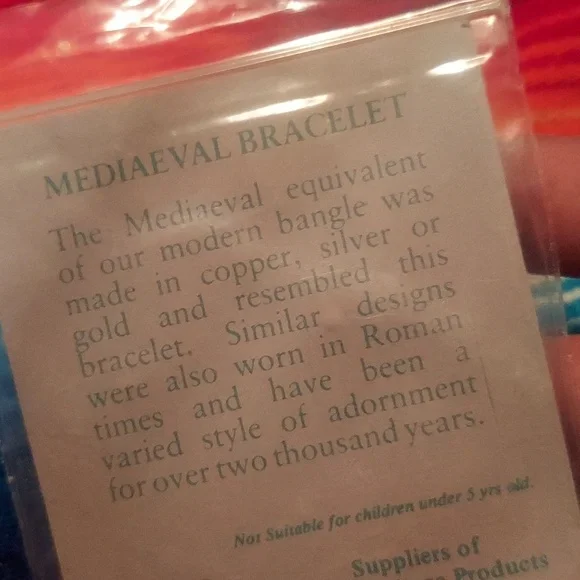 MEDIAEVAL BRACELET
The Mediaeval equivalent
of our modern bangle was
made in copper, silver or
gold and resembled this
bracelet. Similar designs
were also worn in Roman
times and have been a
varied style of adornment
for over two thousand years.
Not Suitable for children under 5 yrs old.
Suppliers of
Products